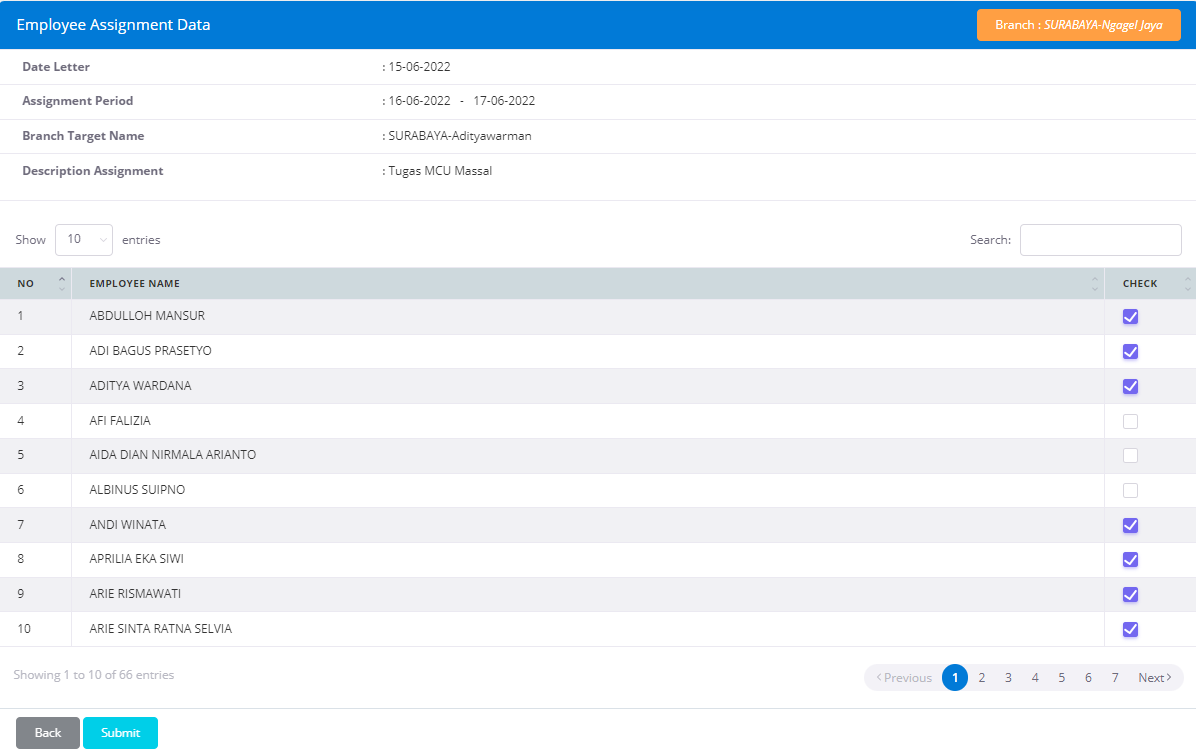 Employee Assignment Data
Branch : SURABAYA-Ngagel Jaya
Date Letter : 15-06-2022
Assignment Period : 16-06-2022 - 17-06-2022
Branch Target Name : SURABAYA-Adityawarman
Description Assignment : Tugas MCU Massal
Show 10 entries Search:
NO EMPLOYEE NAME CHECK
1 ABDULLOH MANSUR
2 ADI BAGUS PRASETYO
3 ADITYA WARDANA
4 AFI FALIZIA
5 AIDA DIAN NIRMALA ARIANTO
6 ALBINUS SUIPNO
7 ANDI WINATA
8 APRILIA EKA SIWI
9 ARIE RISMAWATI
10 ARIE SINTA RATNA SELVIA
Showing 1 to 10 of 66 entries
Previous 1 2 3 4 5 6 7 Next
Back Submit